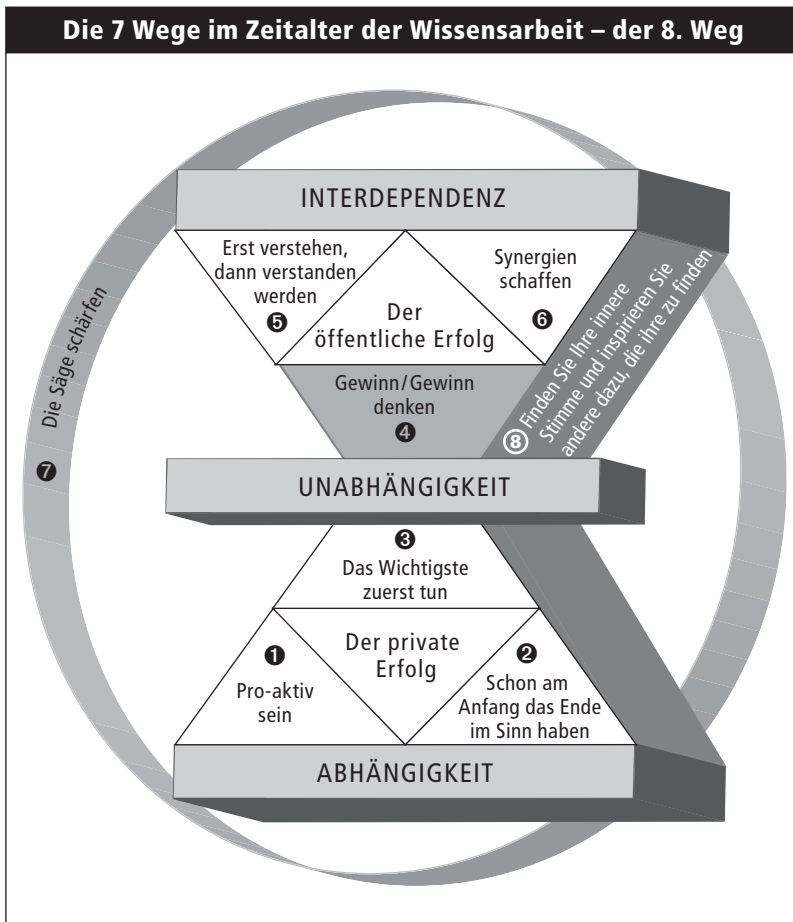 Die 7 Wege im Zeitalter der Wissensarbeit – der 8. Weg
INTERDEPENDENZ
Erst verstehen,
dann verstanden
werden
❺
Der
öffentliche Erfolg
Synergien
schaffen
❻
Gewinn/Gewinn
denken
❹
⑧ Finden Sie Ihre innere
Stimme und inspirieren Sie
andere dazu, die ihre zu finden
❼ Die Säge schärfen
UNABHÄNGIGKEIT
❸
Das Wichtigste
zuerst tun
❶
Pro-aktiv
sein
Der private
Erfolg
❷
Schon am
Anfang das Ende
im Sinn haben
ABHÄNGIGKEIT